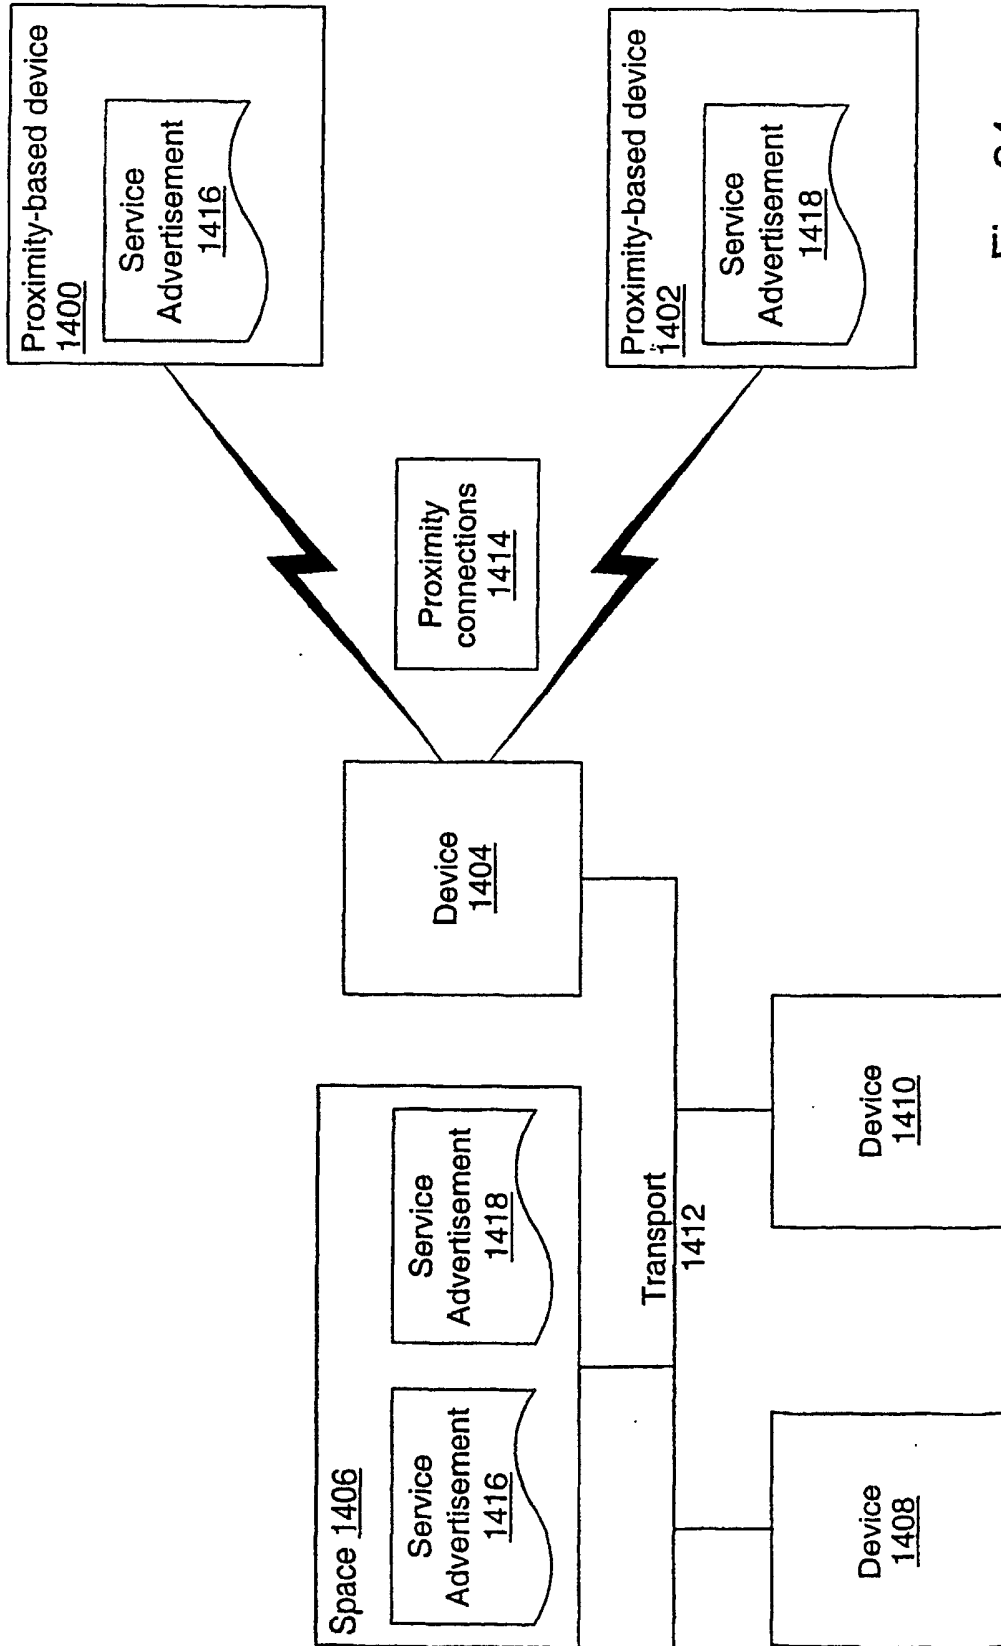 Proximity-based device
1400
Service
Advertisement
1416
Proximity-based device
1402
Service
Advertisement
1418
Proximity
connections
1414
Device
1404
Space 1406
Service
Advertisement
1416
Service
Advertisement
1418
Transport
1412
Device
1408
Device
1410